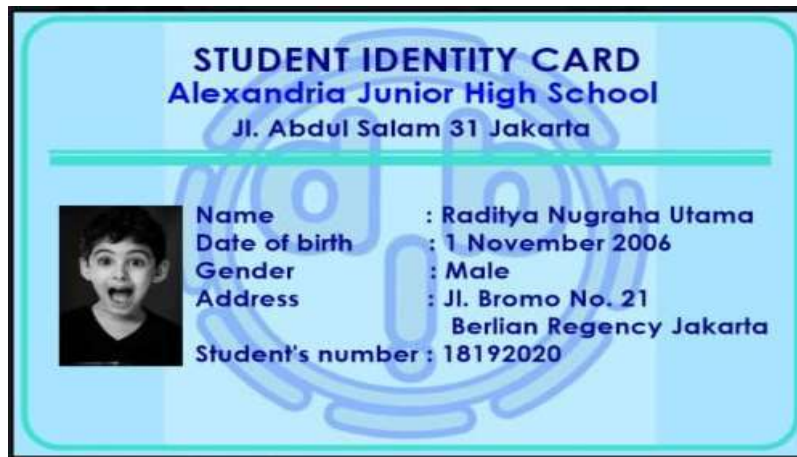 STUDENT IDENTITY CARD
Alexandria Junior High School
Jl. Abdul Salam 31 Jakarta
Name : Raditya Nugraha Utama
Date of birth : 1 November 2006
Gender : Male
Address : Jl. Bromo No. 21
Berlian Regency Jakarta
Student's number : 18192020